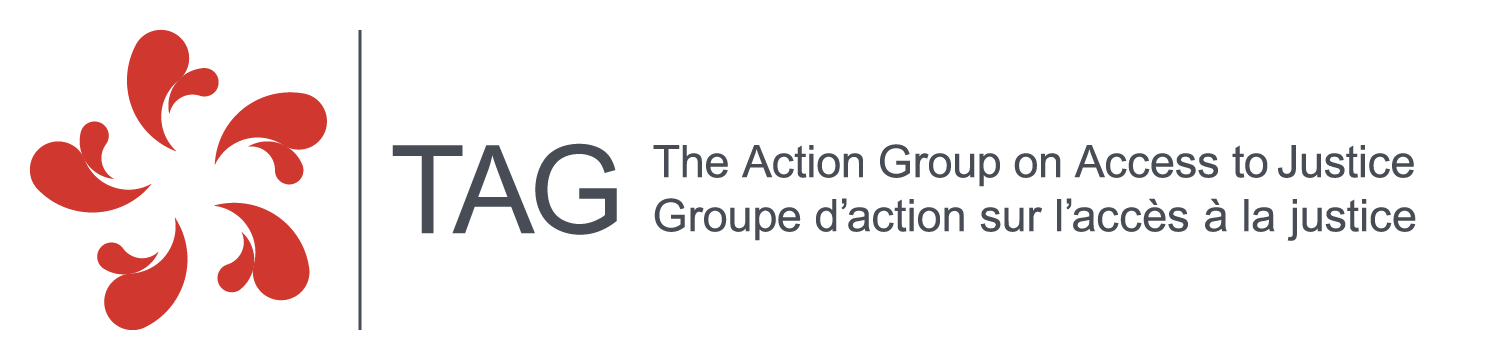 TAG
The Action Group on Access to Justice
Groupe d’action sur l’accès à la justice